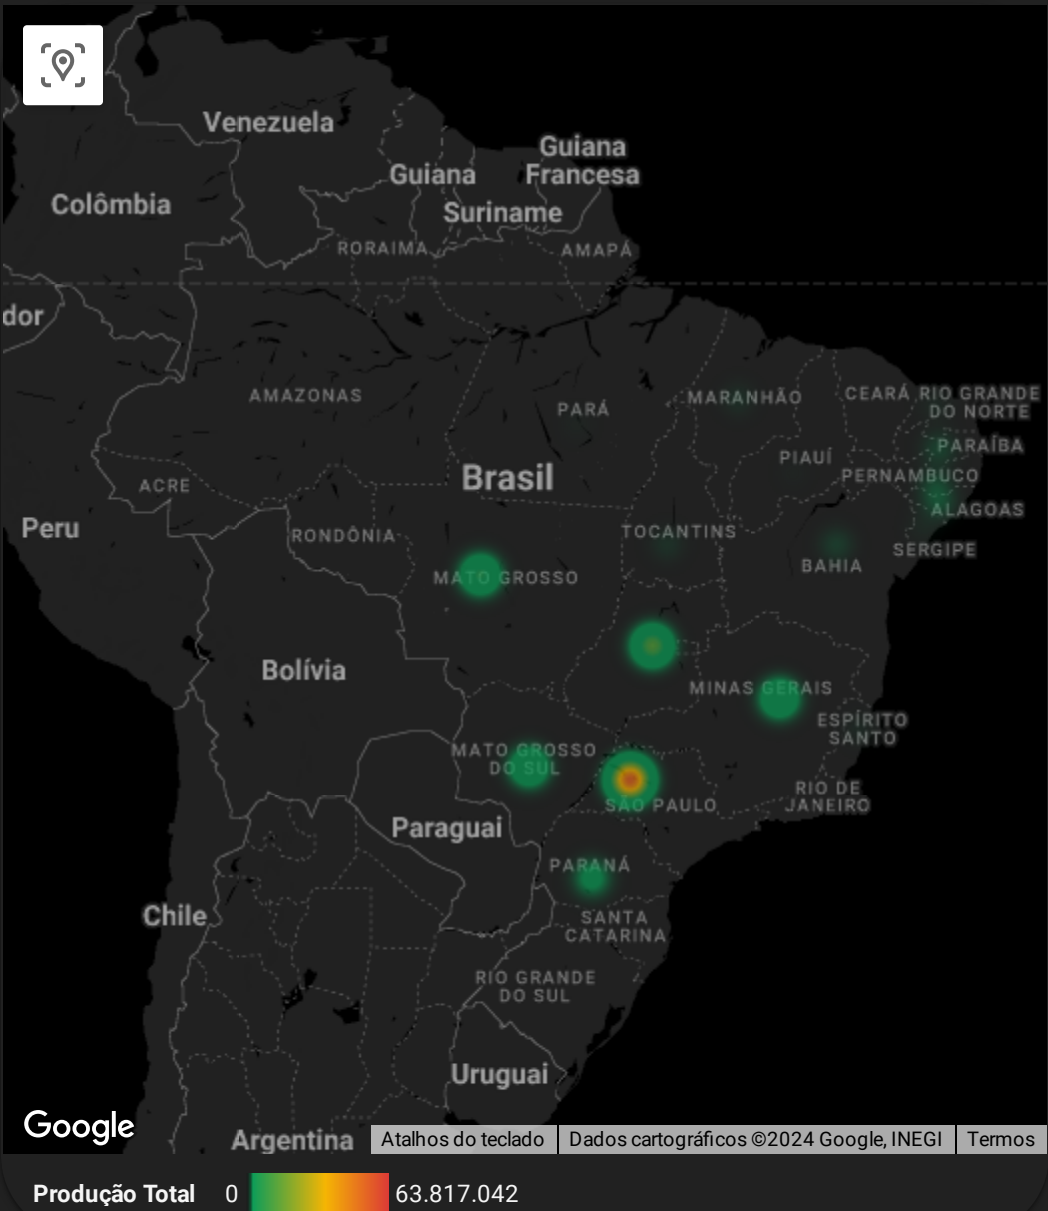 Venezuela
Guiana
Francesa
Guiana
Colômbia
Suriname
RORAIMA
AMAPÁ
dor
AMAZONAS
MARANHÃO
CEARÁ
RIO GRANDE
DO NORTE
PARÁ
PARAÍBA
PIAUÍ
Brasil
PERNAMBUCO
ACRE
ALAGOAS
Peru
RONDÔNIA
TOCANTINS
SERGIPE
BAHIA
MATO GROSSO
Bolívia
MINAS GERAIS
ESPÍRITO
SANTO
MATO GROSSO
DO SUL
RIO DE
JANEIRO
SÃO PAULO
Paraguai
PARANÁ
Chile
SANTA
CATARINA
RIO GRANDE
DO SUL
Uruguai
Google
Argentina
Atalhos do teclado
Dados cartográficos ©2024 Google, INEGI
Termos
Produção Total 0 63.817.042